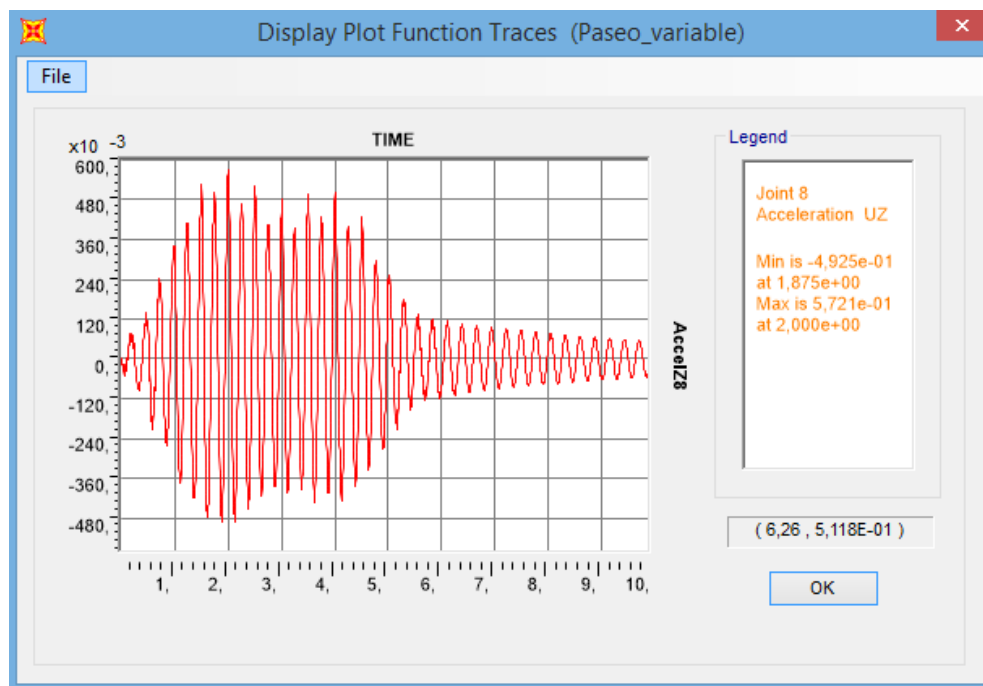 Display Plot Function Traces (Paseo_variable)
File
x10 -3
TIME
600,
480,
360,
240,
120,
0,
-120,
-240,
-360,
-480,
1, 2, 3, 4, 5, 6, 7, 8, 9, 10,
AccelZ8
Legend
Joint 8
Acceleration UZ
Min is -4,925e-01
at 1,875e+00
Max is 5,721e-01
at 2,000e+00
( 6,26 , 5,118E-01 )
OK